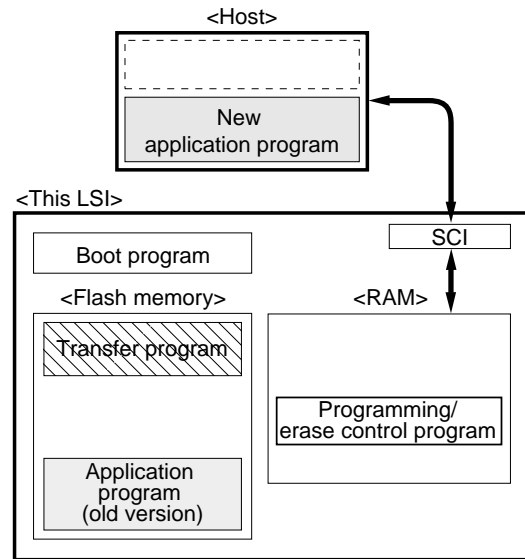 <Host>
New
application program
<This LSI>
SCI
Boot program
<Flash memory>
<RAM>
Transfer program
Programming/
erase control program
Application
program
(old version)